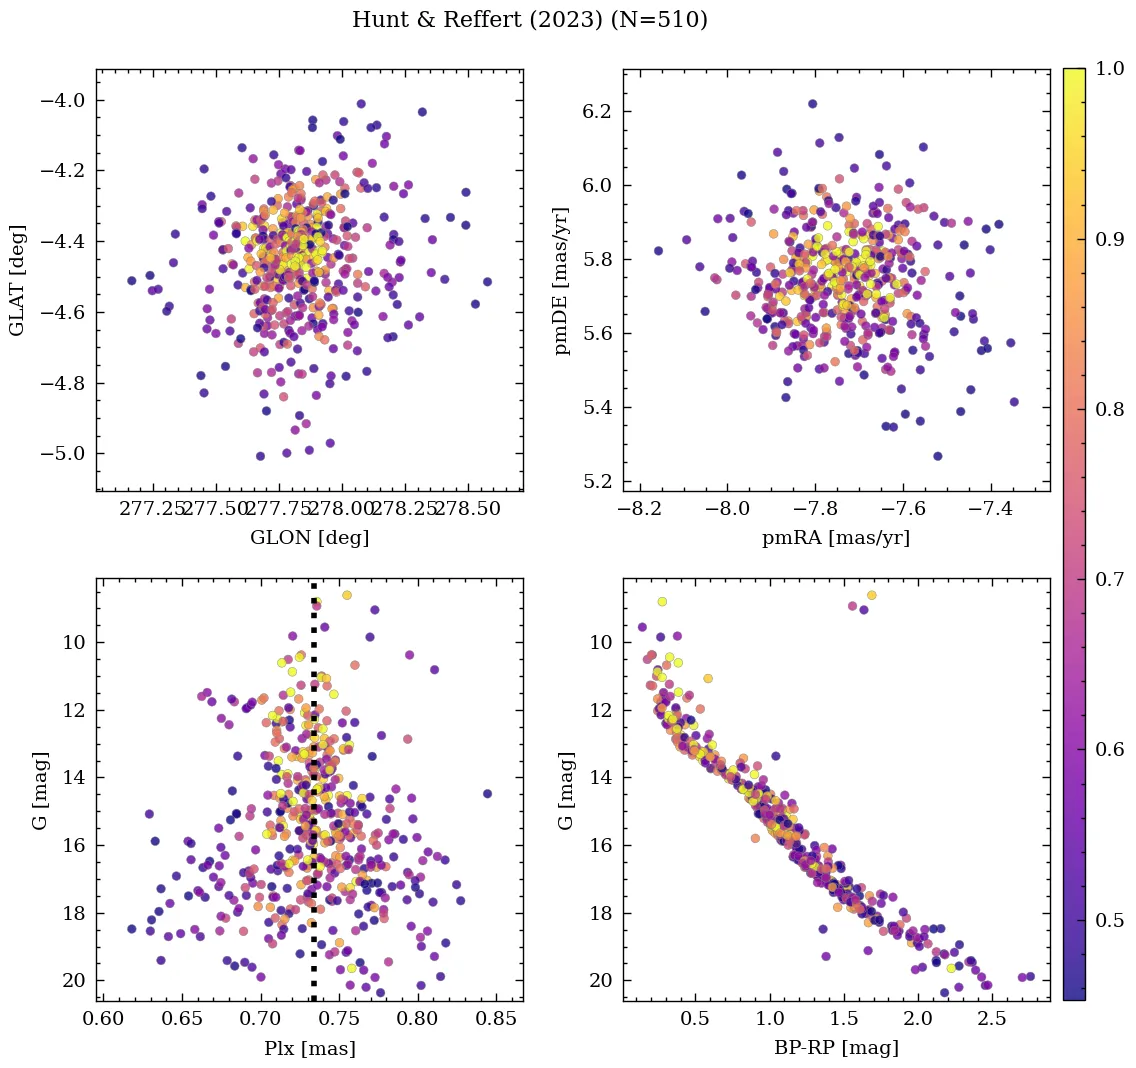 Hunt & Reffert (2023) (N=510)
−4.0
−4.2
−4.4
−4.6
−4.8
−5.0
GLAT [deg]
277.25 277.50 277.75 278.00 278.25 278.50
GLON [deg]
6.2
6.0
5.8
5.6
5.4
5.2
pmDE [mas/yr]
−8.2 −8.0 −7.8 −7.6 −7.4
pmRA [mas/yr]
1.0
0.9
0.8
0.7
0.6
0.5
10
12
14
16
18
20
G [mag]
0.60 0.65 0.70 0.75 0.80 0.85
Plx [mas]
10
12
14
16
18
20
G [mag]
0.5 1.0 1.5 2.0 2.5
BP-RP [mag]